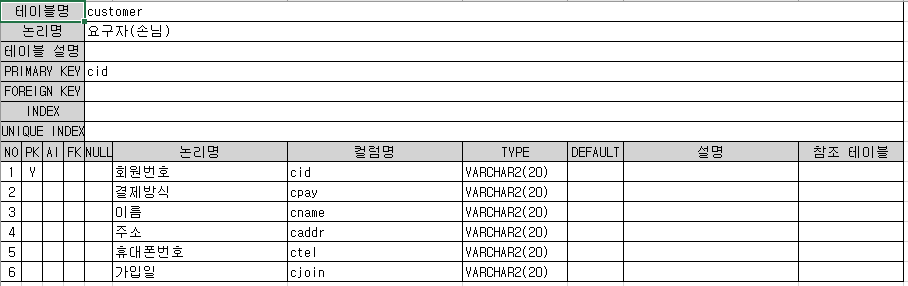 테이블명 customer
논리명 요구자(손님)
테이블 설명
PRIMARY KEY cid
FOREIGN KEY
INDEX
UNIQUE INDEX
NO PK AI FK NULL 논리명 컬럼명 TYPE DEFAULT 설명 참조 테이블
1 Y 회원번호 cid VARCHAR2(20)
2 결제방식 cpay VARCHAR2(20)
3 이름 cname VARCHAR2(20)
4 주소 caddr VARCHAR2(20)
5 휴대폰번호 ctel VARCHAR2(20)
6 가입일 cjoin VARCHAR2(20)